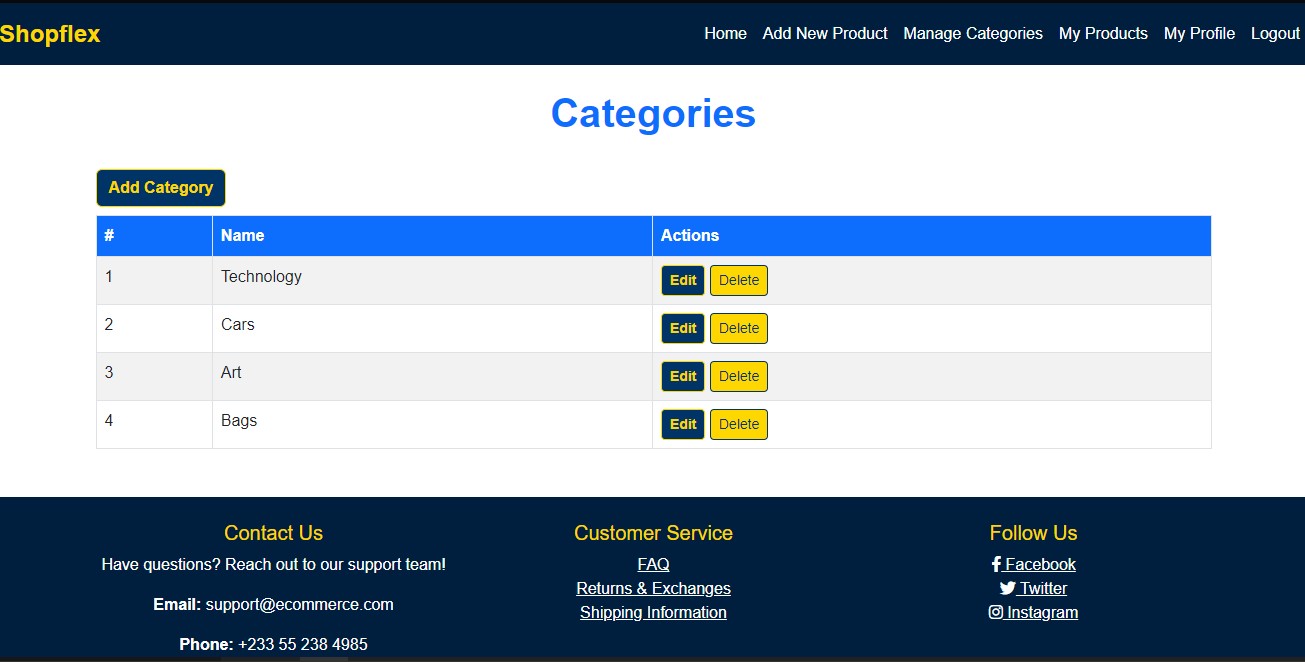 Shopflex Home Add New Product Manage Categories My Products My Profile Logout
Categories
Add Category
# Name Actions
1 Technology Edit Delete
2 Cars Edit Delete
3 Art Edit Delete
4 Bags Edit Delete
Contact Us Customer Service Follow Us
Have questions? Reach out to our support team! FAQ Facebook
Returns & Exchanges Twitter
Email: support@ecommerce.com Shipping Information Instagram
Phone: +233 55 238 4985